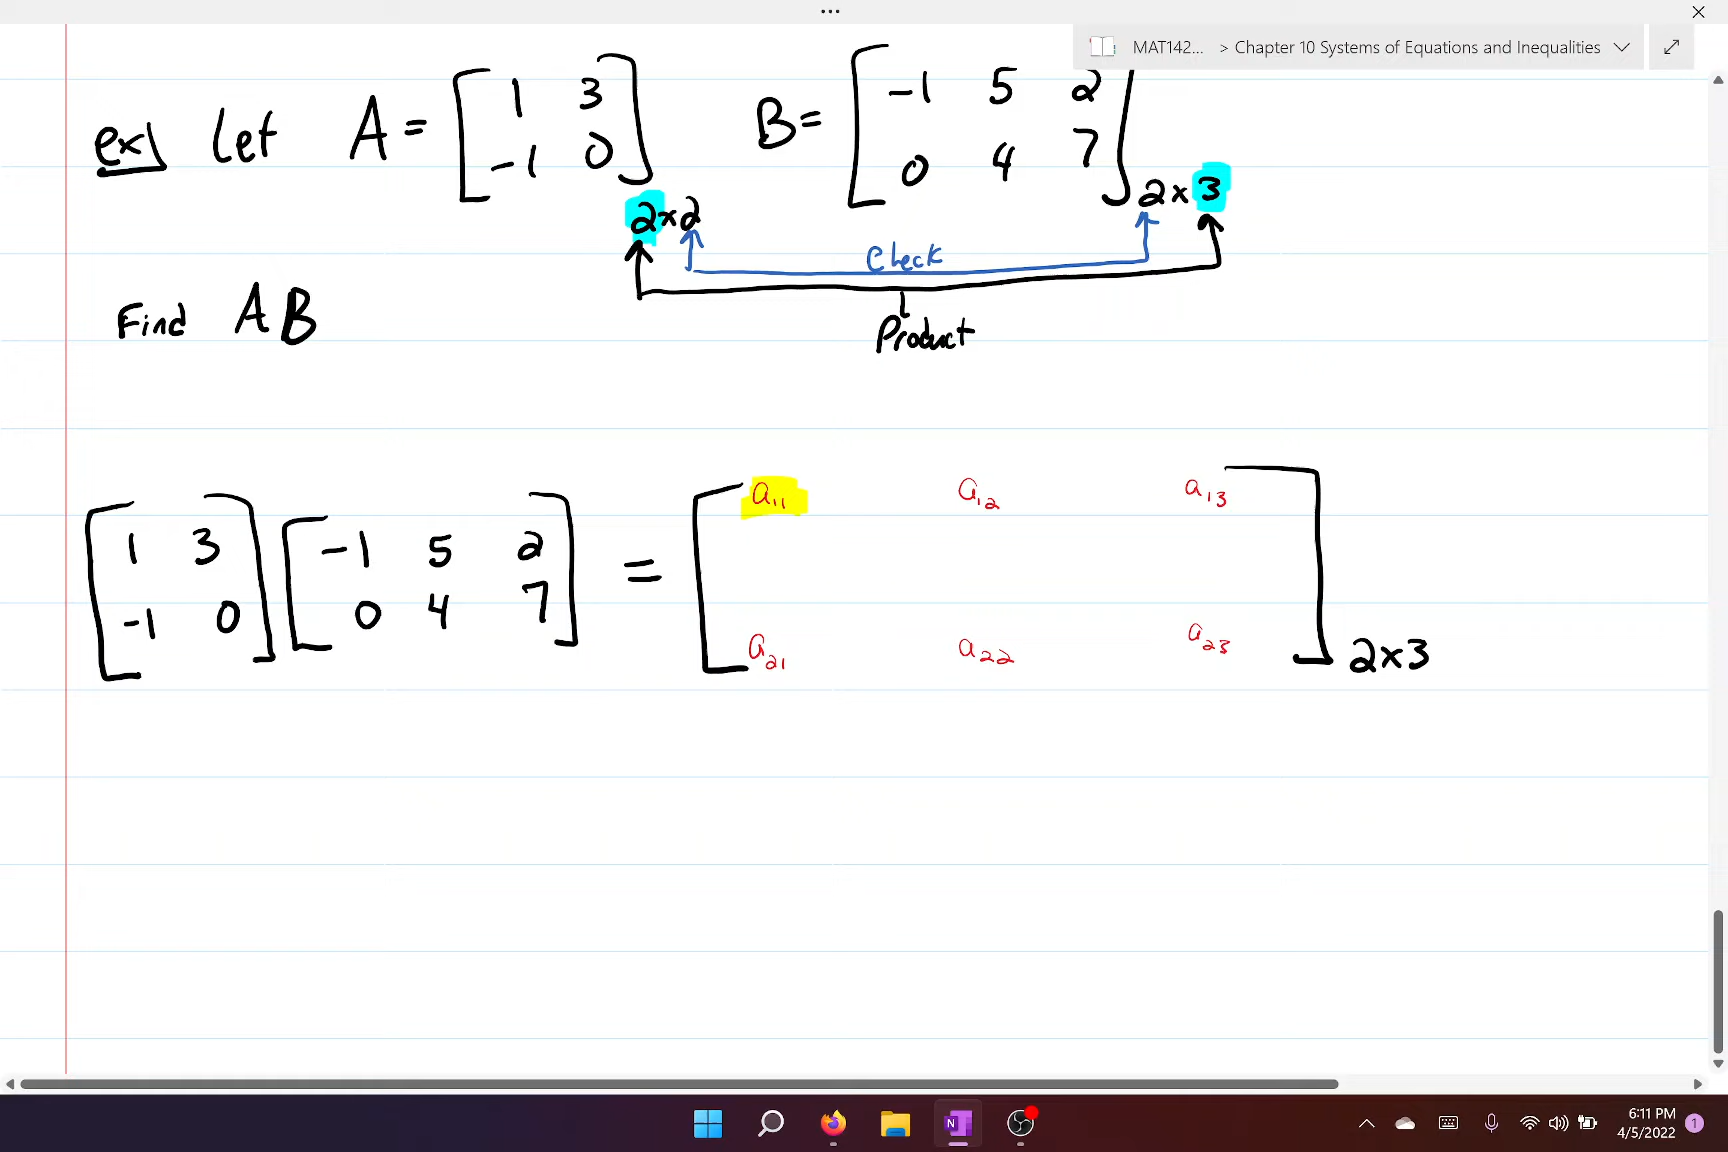 ...
MAT142... > Chapter 10 Systems of Equations and Inequalities
ex) Let A = [ 1 3
-1 0 ] 2x2
B = [ -1 5 2
0 4 7 ] 2x3
Check
Find AB
Product
[ 1 3
-1 0 ] [ -1 5 2
0 4 7 ] = [ a11 a12 a13
a21 a22 a23 ] 2x3
6:11 PM
4/5/2022
1